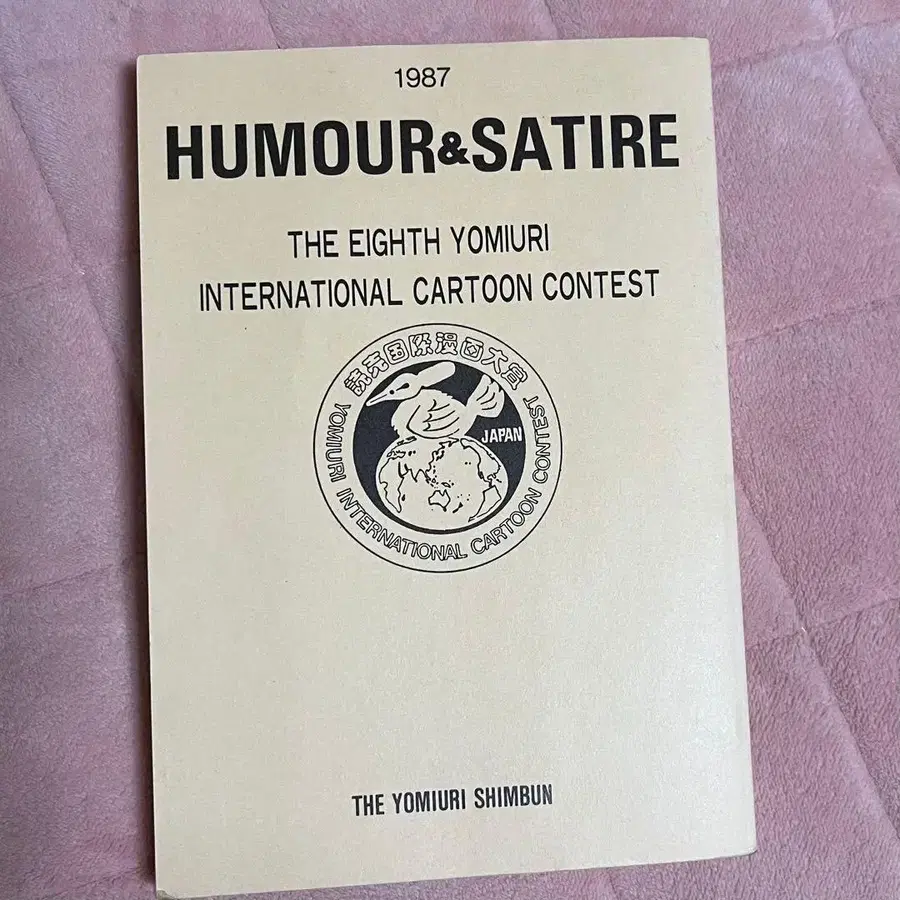 1987
HUMOUR&SATIRE
THE EIGHTH YOMIURI
INTERNATIONAL CARTOON CONTEST
読売国際漫画大賞
JAPAN
YOMIURI INTERNATIONAL CARTOON CONTEST
THE YOMIURI SHIMBUN